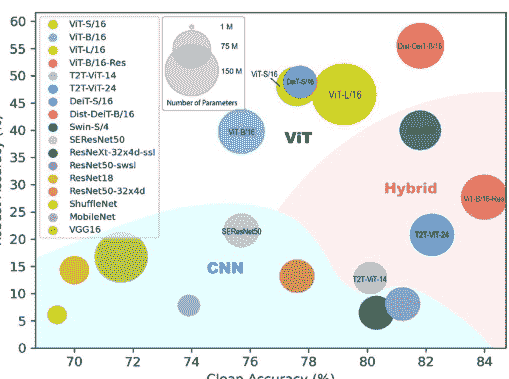 60
55
50
45
40
35
30
25
20
15
10
5
0
70
72
74
76
78
80
82
84
Clean Accuracy (%)
ViT-S/16
ViT-B/16
ViT-L/16
ViT-B/16-Res
T2T-ViT-14
T2T-ViT-24
DeiT-S/16
Dist-DeiT-B/16
Swin-S/4
SEResNet50
ResNeXt-32x4d-ssl
ResNet50-swsl
ResNet18
ResNet50-32x4d
ShuffleNet
MobileNet
VGG16
1 M
75 M
150 M
Number of Parameters
Dist-DeiT-B/16
ViT-S/16
DeiT-S/16
ViT-L/16
ViT-B/16
ViT
Hybrid
ViT-B/16-Res
SEResNet50
T2T-ViT-24
CNN
T2T-ViT-14